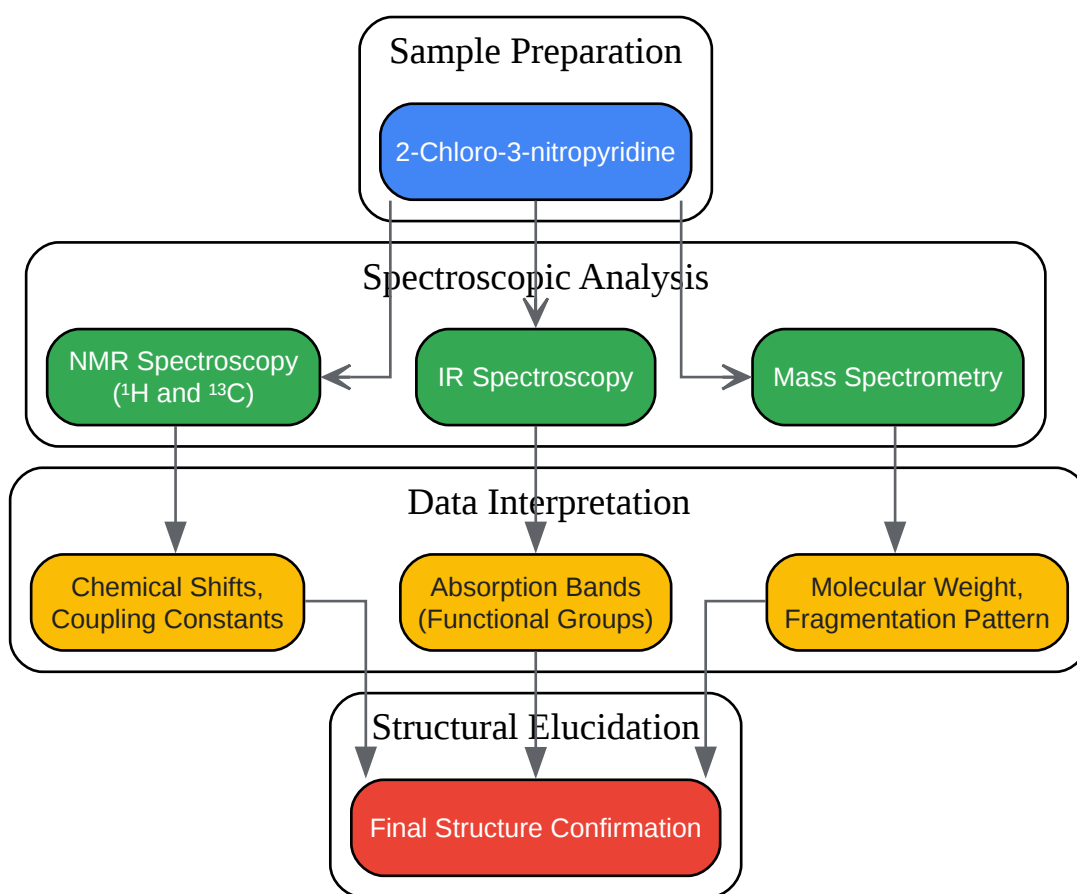 Sample Preparation
2-Chloro-3-nitropyridine
Spectroscopic Analysis
NMR Spectroscopy
(¹H and ¹³C)
IR Spectroscopy
Mass Spectrometry
Data Interpretation
Chemical Shifts,
Coupling Constants
Absorption Bands
(Functional Groups)
Molecular Weight,
Fragmentation Pattern
Structural Elucidation
Final Structure Confirmation